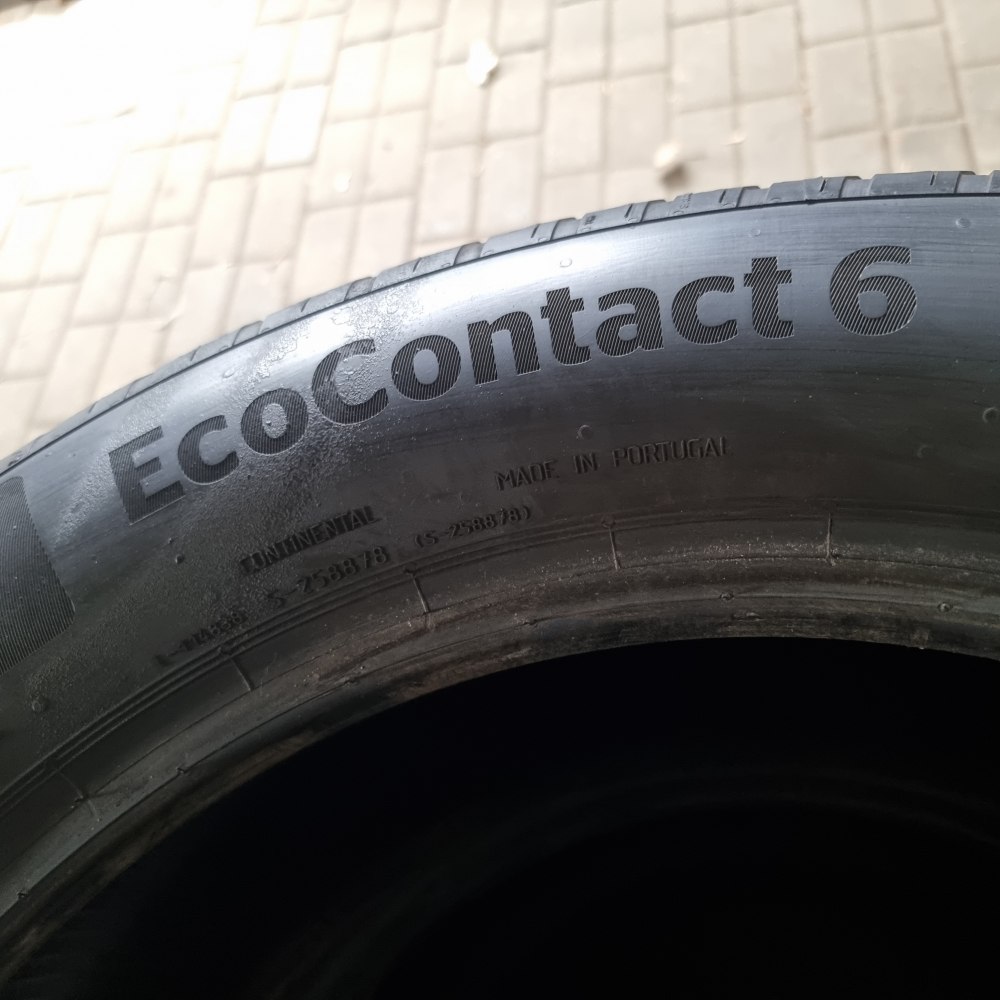 EcoContact 6
MADE IN PORTUGAL
CONTINENTAL
S-258878 (S-258878)